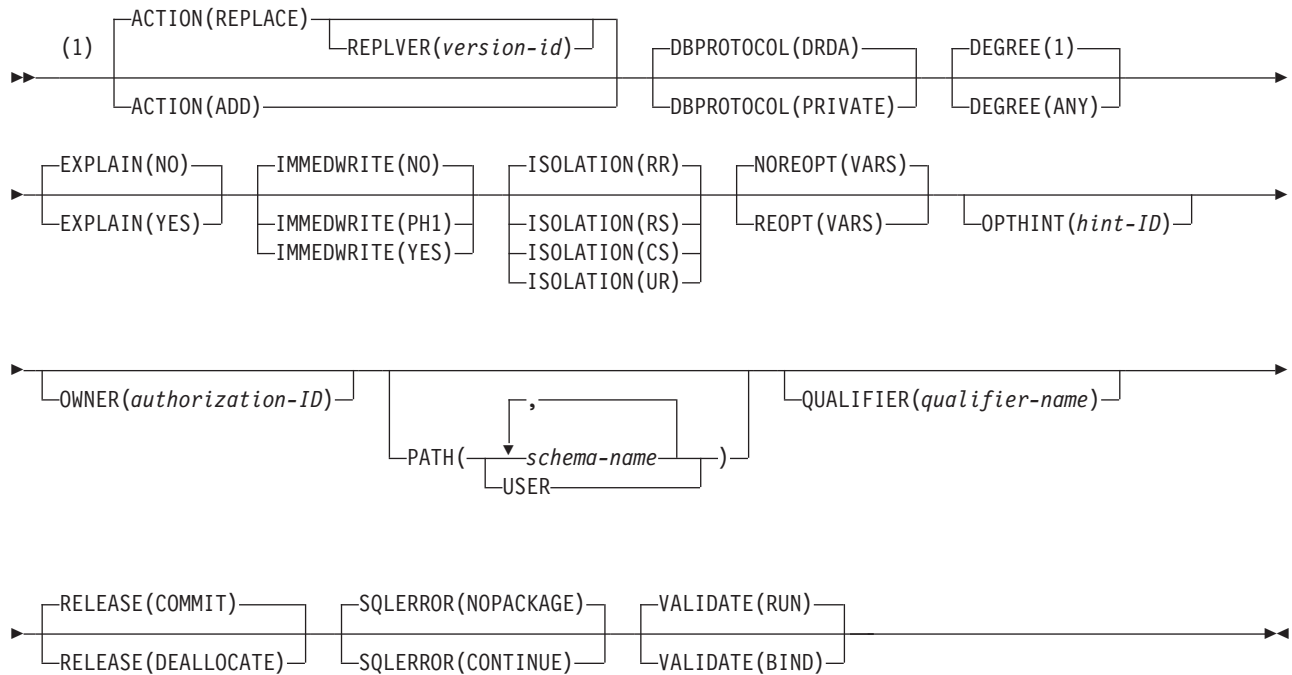 ACTION(REPLACE)
(1) REPLVER(version-id) DBPROTOCOL(DRDA) DEGREE(1)
ACTION(ADD) DBPROTOCOL(PRIVATE) DEGREE(ANY)
EXPLAIN(NO) IMMEDWRITE(NO) ISOLATION(RR) NOREOPT(VARS)
EXPLAIN(YES) IMMEDWRITE(PH1) ISOLATION(RS) REOPT(VARS) OPTHINT(hint-ID)
IMMEDWRITE(YES) ISOLATION(CS)
ISOLATION(UR)
OWNER(authorization-ID) , QUALIFIER(qualifier-name)
PATH( schema-name )
USER
RELEASE(COMMIT) SQLERROR(NOPACKAGE) VALIDATE(RUN)
RELEASE(DEALLOCATE) SQLERROR(CONTINUE) VALIDATE(BIND)